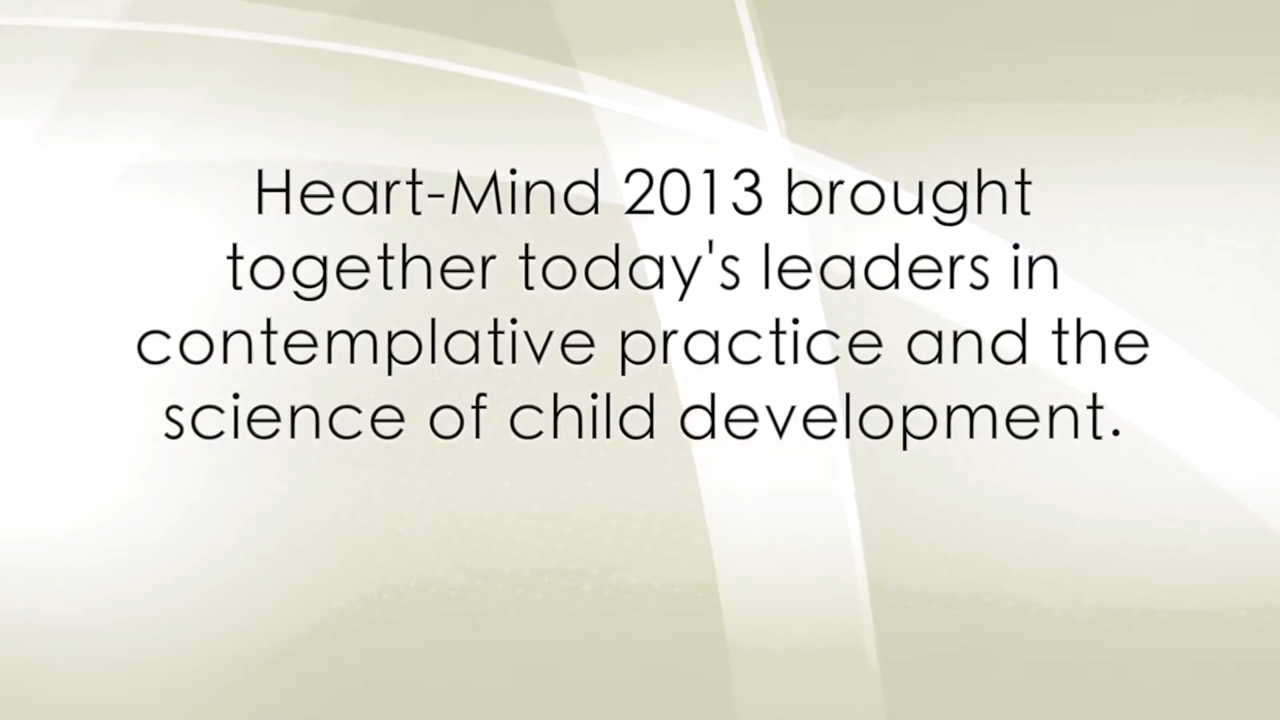 Heart-Mind 2013 brought
together today's leaders in
contemplative practice and the
science of child development.